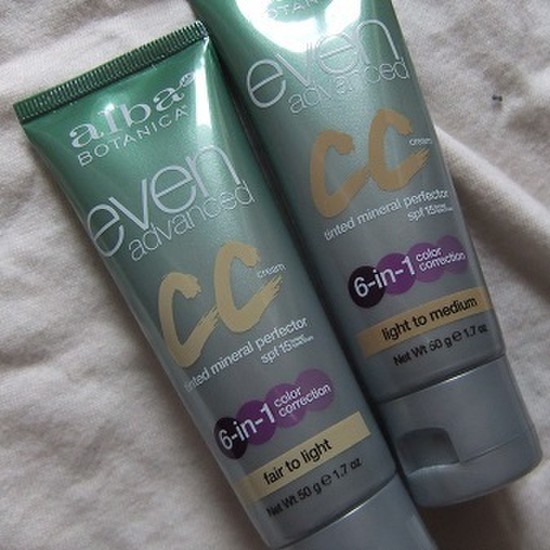 alba
BOTANICA
even
advanced
CC
cream
tinted mineral perfector
spf 15
6-in-1 color
correction
fair to light
Net Wt 50 g e 1.7 oz
BOTANICA
even
advanced
CC
cream
tinted mineral perfector
spf 15
6-in-1 color
correction
light to medium
Net Wt 50 g e 1.7 oz